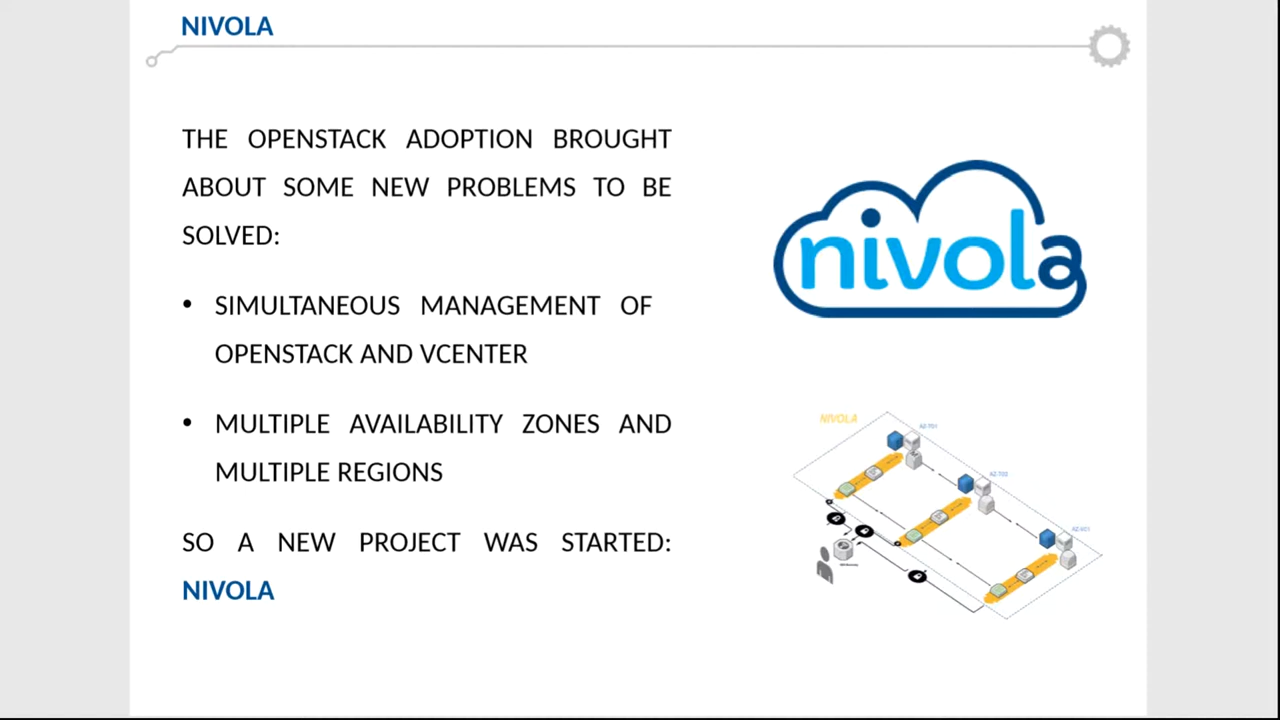 NIVOLA
THE OPENSTACK ADOPTION BROUGHT
ABOUT SOME NEW PROBLEMS TO BE
SOLVED:
• SIMULTANEOUS MANAGEMENT OF
OPENSTACK AND VCENTER
• MULTIPLE AVAILABILITY ZONES AND
MULTIPLE REGIONS
SO A NEW PROJECT WAS STARTED:
NIVOLA
nivola
NIVOLA